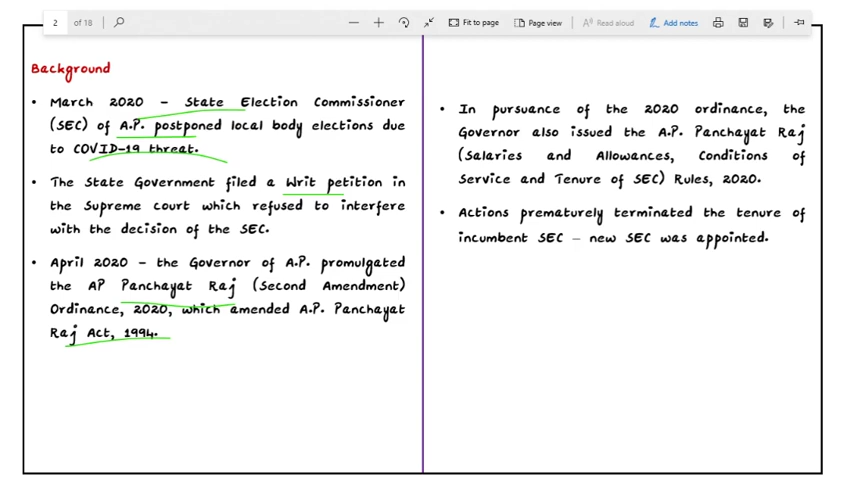 2 of 18 Fit to page Page view Read aloud Add notes
Background
• March 2020 – State Election Commissioner
(SEC) of A.P. postponed local body elections due
to COVID-19 threat.
• The State Government filed a Writ petition in
the Supreme court which refused to interfere
with the decision of the SEC.
• April 2020 – the Governor of A.P. promulgated
the AP Panchayat Raj (Second Amendment)
Ordinance, 2020, which amended A.P. Panchayat
Raj Act, 1994.
• In pursuance of the 2020 ordinance, the
Governor also issued the A.P. Panchayat Raj
(Salaries and Allowances, Conditions of
Service and Tenure of SEC) Rules, 2020.
• Actions prematurely terminated the tenure of
incumbent SEC – new SEC was appointed.